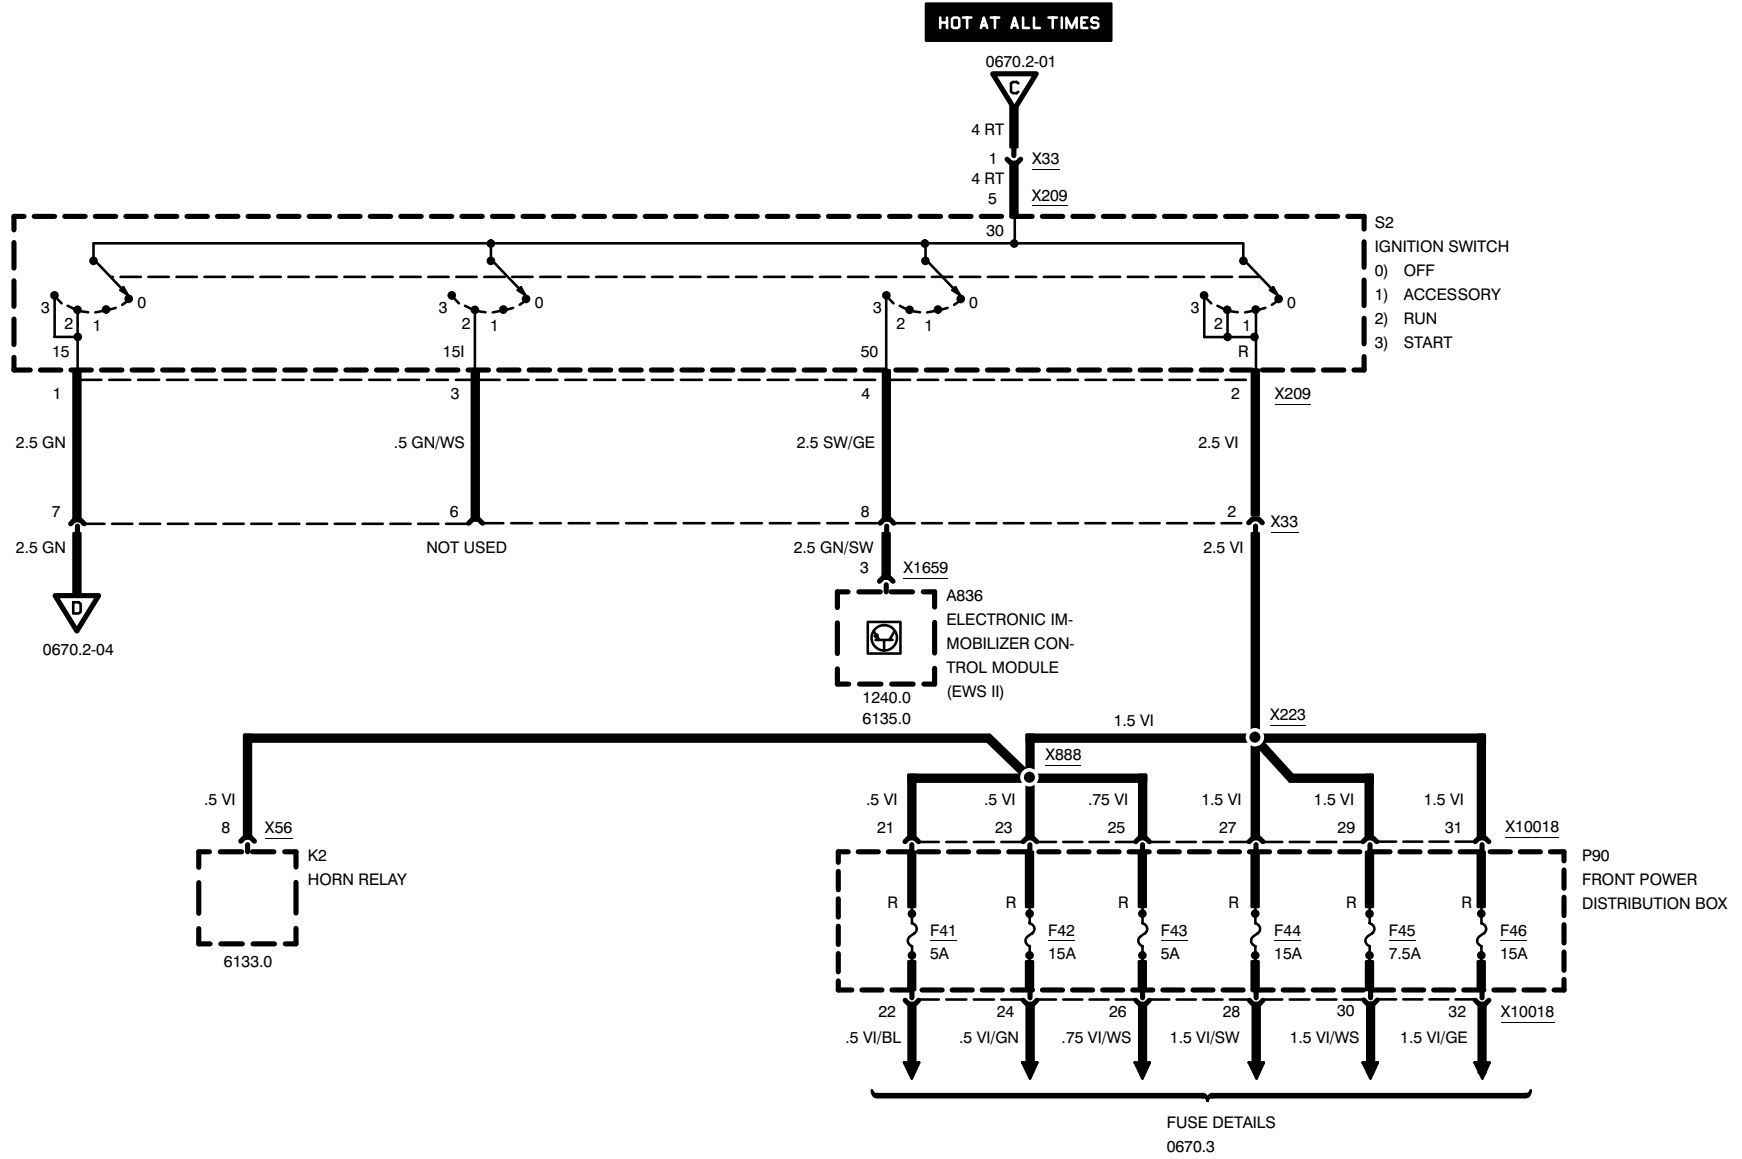 HOT AT ALL TIMES
0670.2-01
C
4 RT
1 X33
4 RT
5 X209
30
S2
IGNITION SWITCH
0) OFF
1) ACCESSORY
2) RUN
3) START
3 2 1 0
3 2 1 0
3 2 1 0
3 2 1 0
15 15I 50 R
1 3 4 2 X209
2.5 GN .5 GN/WS 2.5 SW/GE 2.5 VI
7 6 8 2 X33
2.5 GN NOT USED 2.5 GN/SW 2.5 VI
3 X1659
D
0670.2-04
A836
ELECTRONIC IM-
MOBILIZER CON-
TROL MODULE
(EWS II)
1240.0
6135.0
1.5 VI X223
X888
.5 VI .5 VI .75 VI 1.5 VI 1.5 VI 1.5 VI
.5 VI
8 X56
21 23 25 27 29 31 X10018
K2
HORN RELAY
6133.0
P90
FRONT POWER
DISTRIBUTION BOX
R R R R R R
F41 F42 F43 F44 F45 F46
5A 15A 5A 15A 7.5A 15A
22 24 26 28 30 32 X10018
.5 VI/BL .5 VI/GN .75 VI/WS 1.5 VI/SW 1.5 VI/WS 1.5 VI/GE
FUSE DETAILS
0670.3